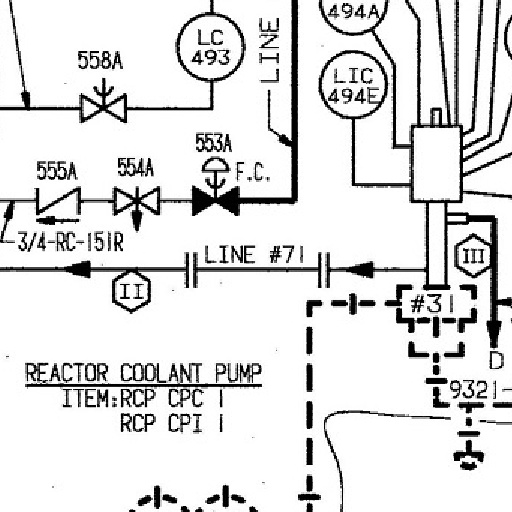 494A
LC
493
LINE
558A
LIC
494E
553A
555A
554A
F.C.
3/4-RC-151R
LINE #71
III
II
#31
D
REACTOR COOLANT PUMP
9321-
ITEM:RCP CPC 1
RCP CPI 1